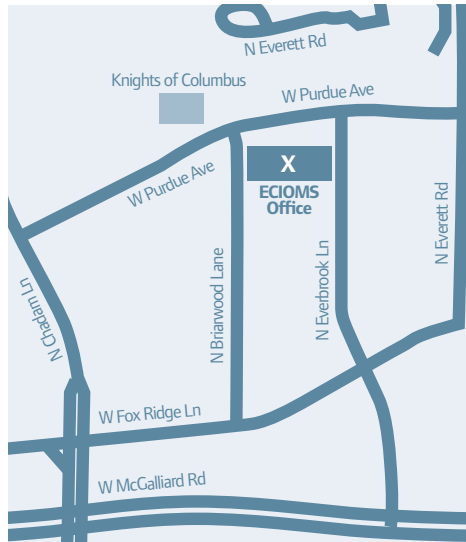 N Everett Rd
Knights of Columbus
W Purdue Ave
X
W Purdue Ave
ECIOMS
Office
N Everett Rd
N Briarwood Lane
N Everbrook Ln
N Chadam Ln
W Fox Ridge Ln
W McGalliard Rd